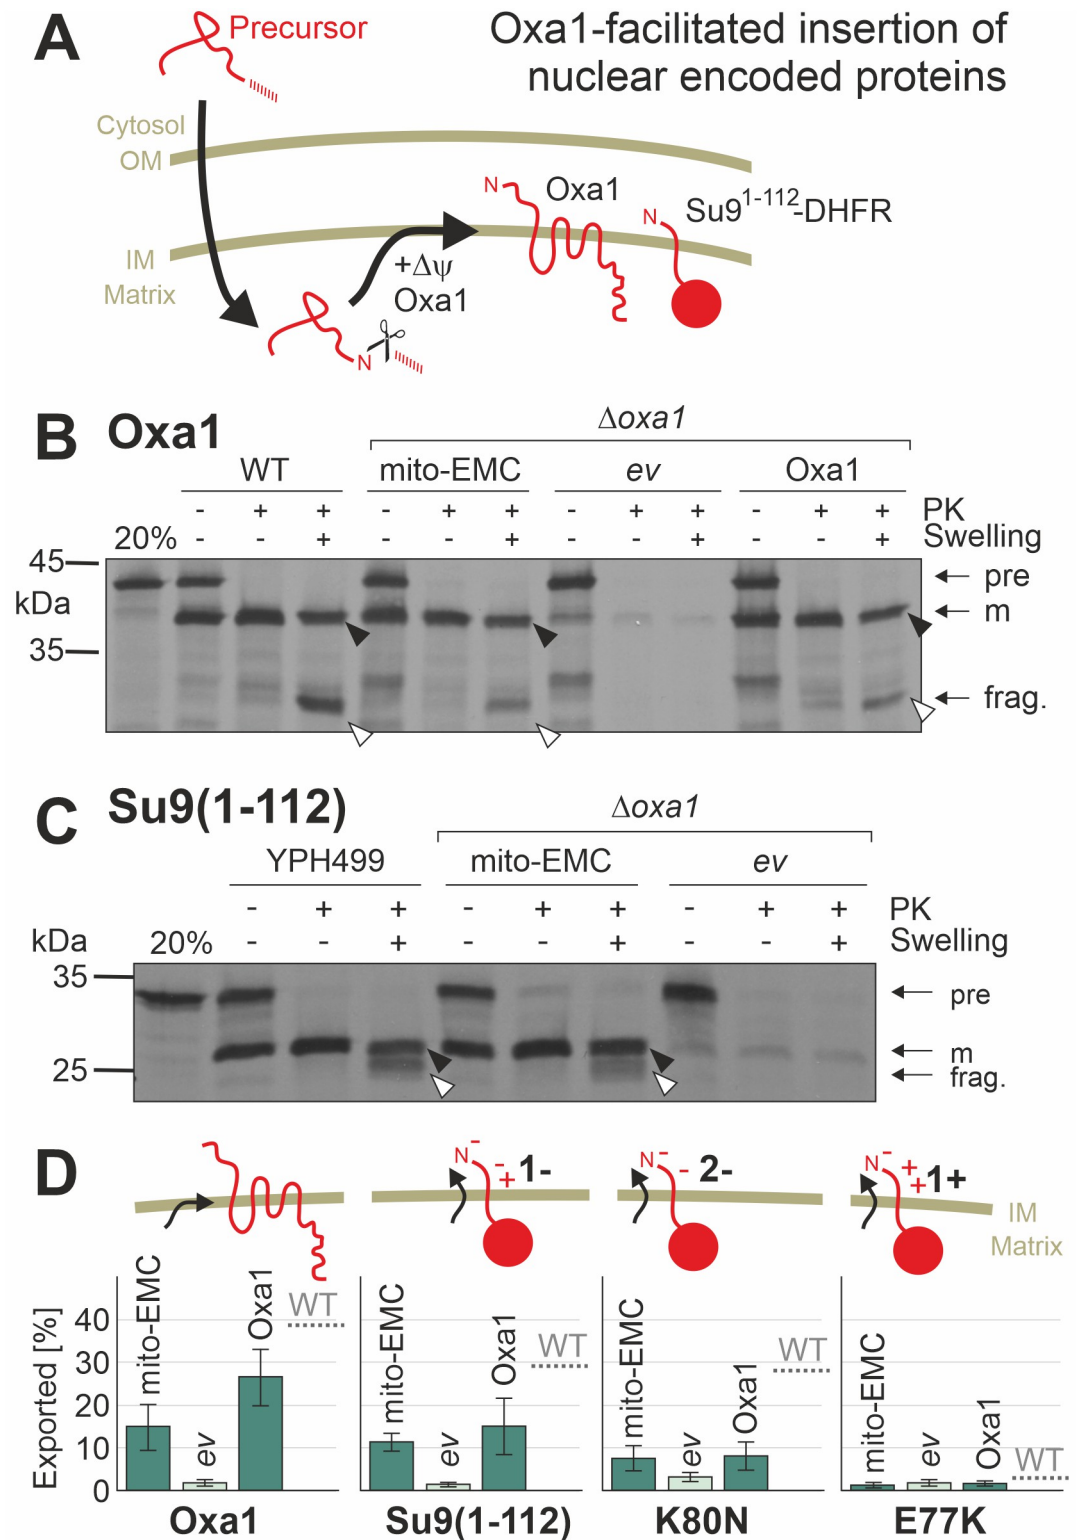 A
Precursor
Oxa1-facilitated insertion of
nuclear encoded proteins
Cytosol
OM
N
Oxa1
N
Su9¹⁻¹¹²-DHFR
IM
Matrix
+Δψ
Oxa1
N
B Oxa1
Δoxa1
WT mito-EMC ev Oxa1
- + + - + + - + + - + + PK
20% - - + - - + - - + - - + Swelling
45
kDa
35
pre
m
frag.
C Su9(1-112)
Δoxa1
YPH499 mito-EMC ev
- + + - + + - + + PK
kDa 20% - - + - - + - - + Swelling
35
25
pre
m
frag.
D
N- -+ 1-
N- - 2-
N- ++ 1+
IM
Matrix
Exported [%]
40
30
20
10
0
mito-EMC ev Oxa1 WT
mito-EMC ev Oxa1 WT
mito-EMC ev Oxa1 WT
mito-EMC ev Oxa1 WT
Oxa1 Su9(1-112) K80N E77K